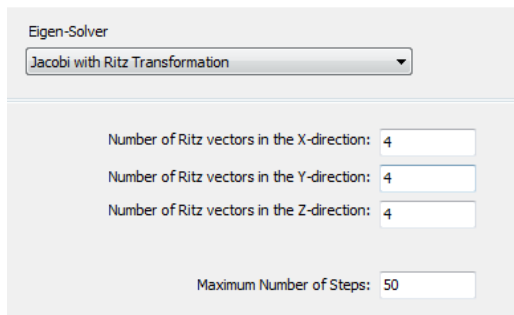 Eigen-Solver
Jacobi with Ritz Transformation
Number of Ritz vectors in the X-direction: 4
Number of Ritz vectors in the Y-direction: 4
Number of Ritz vectors in the Z-direction: 4
Maximum Number of Steps: 50